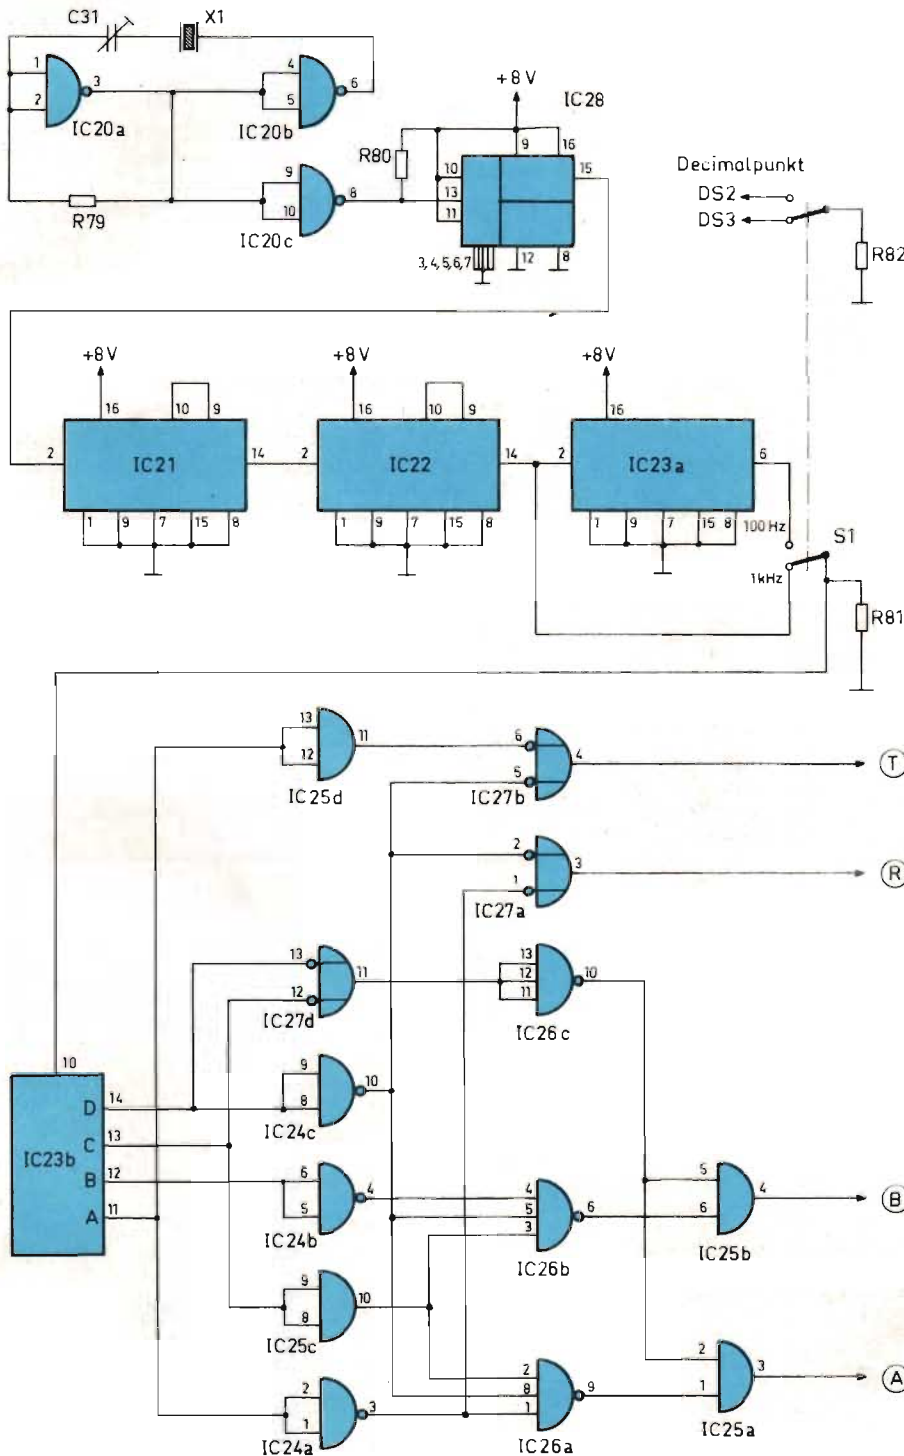 C31 X1
1 2 3 IC20a
4 5 6 IC20b
R79
9 10 8 IC20c
R80
+8V
IC28
9 16 15
10 13 11
3,4,5,6,7 12 8
Decimalpunkt
DS2
DS3
R82
+8V +8V +8V
16 10 9 16 10 9 16
2 IC21 14 2 IC22 14 2 IC23a 6
1 9 7 15 8 1 9 7 15 8 1 9 7 15 8
100Hz
S1
1kHz
R81
13 12 11 IC25d
6 5 4 IC27b
T
2 1 3 IC27a
R
13 12 11 IC27d
13 12 11 10 IC26c
10
IC23b
D 14
C 13
B 12
A 11
9 8 10 IC24c
6 5 4 IC24b
4 5 3 6 IC26b
5 6 4 IC25b
B
9 8 10 IC25c
2 1 3 IC24a
2 8 1 9 IC26a
2 1 3 IC25a
A